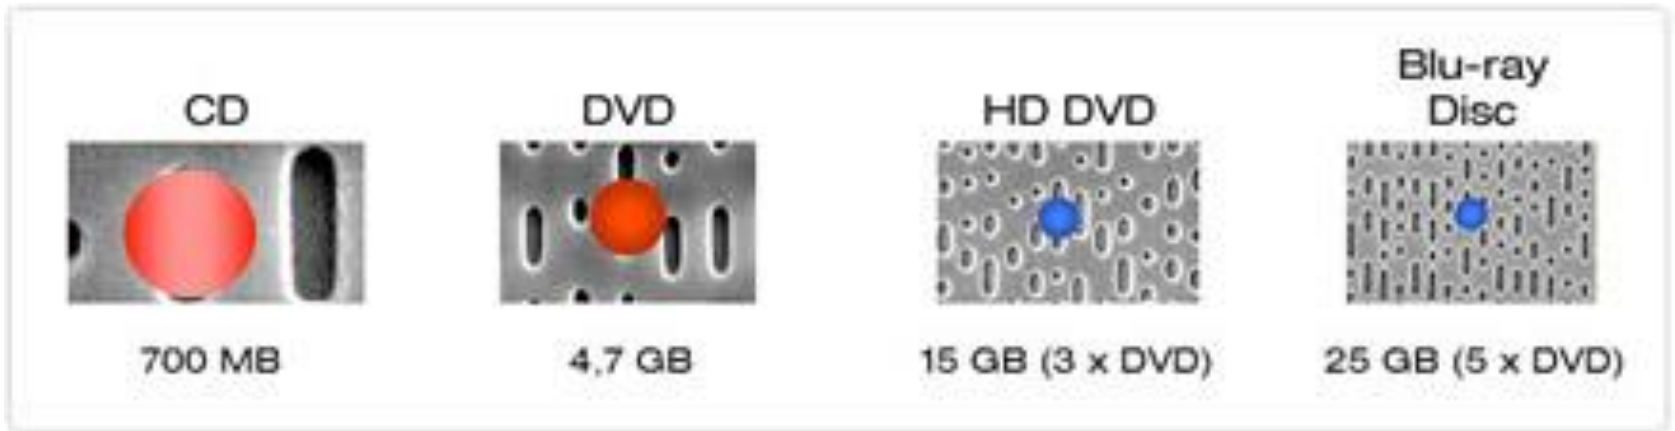 CD
DVD
HD DVD
Blu-ray
Disc
700 MB
4,7 GB
15 GB (3 x DVD)
25 GB (5 x DVD)